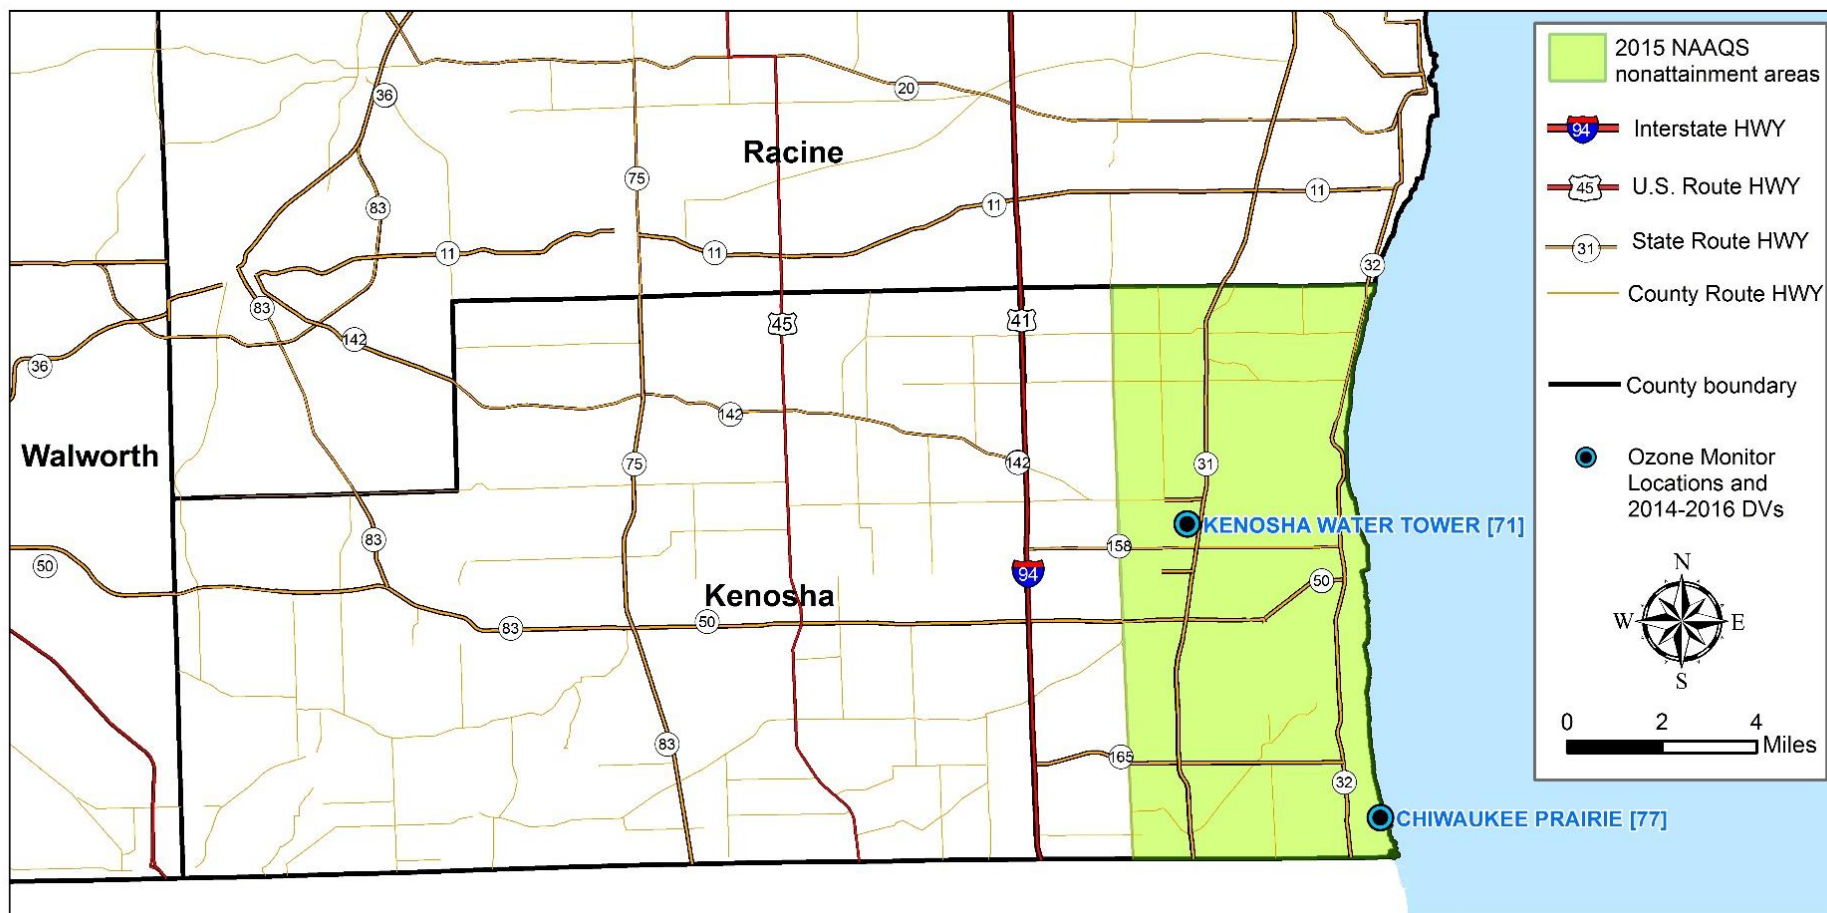 36
20
Racine
75
83
11
11
11
11
32
83
45
41
142
36
142
Walworth
75
142
31
KENOSHA WATER TOWER [71]
83
158
50
94
50
Kenosha
83
50
83
165
32
CHIWAUKEE PRAIRIE [77]
2015 NAAQS
nonattainment areas
94
Interstate HWY
45
U.S. Route HWY
31
State Route HWY
County Route HWY
County boundary
Ozone Monitor
Locations and
2014-2016 DVs
N
W
E
S
0 2 4
Miles